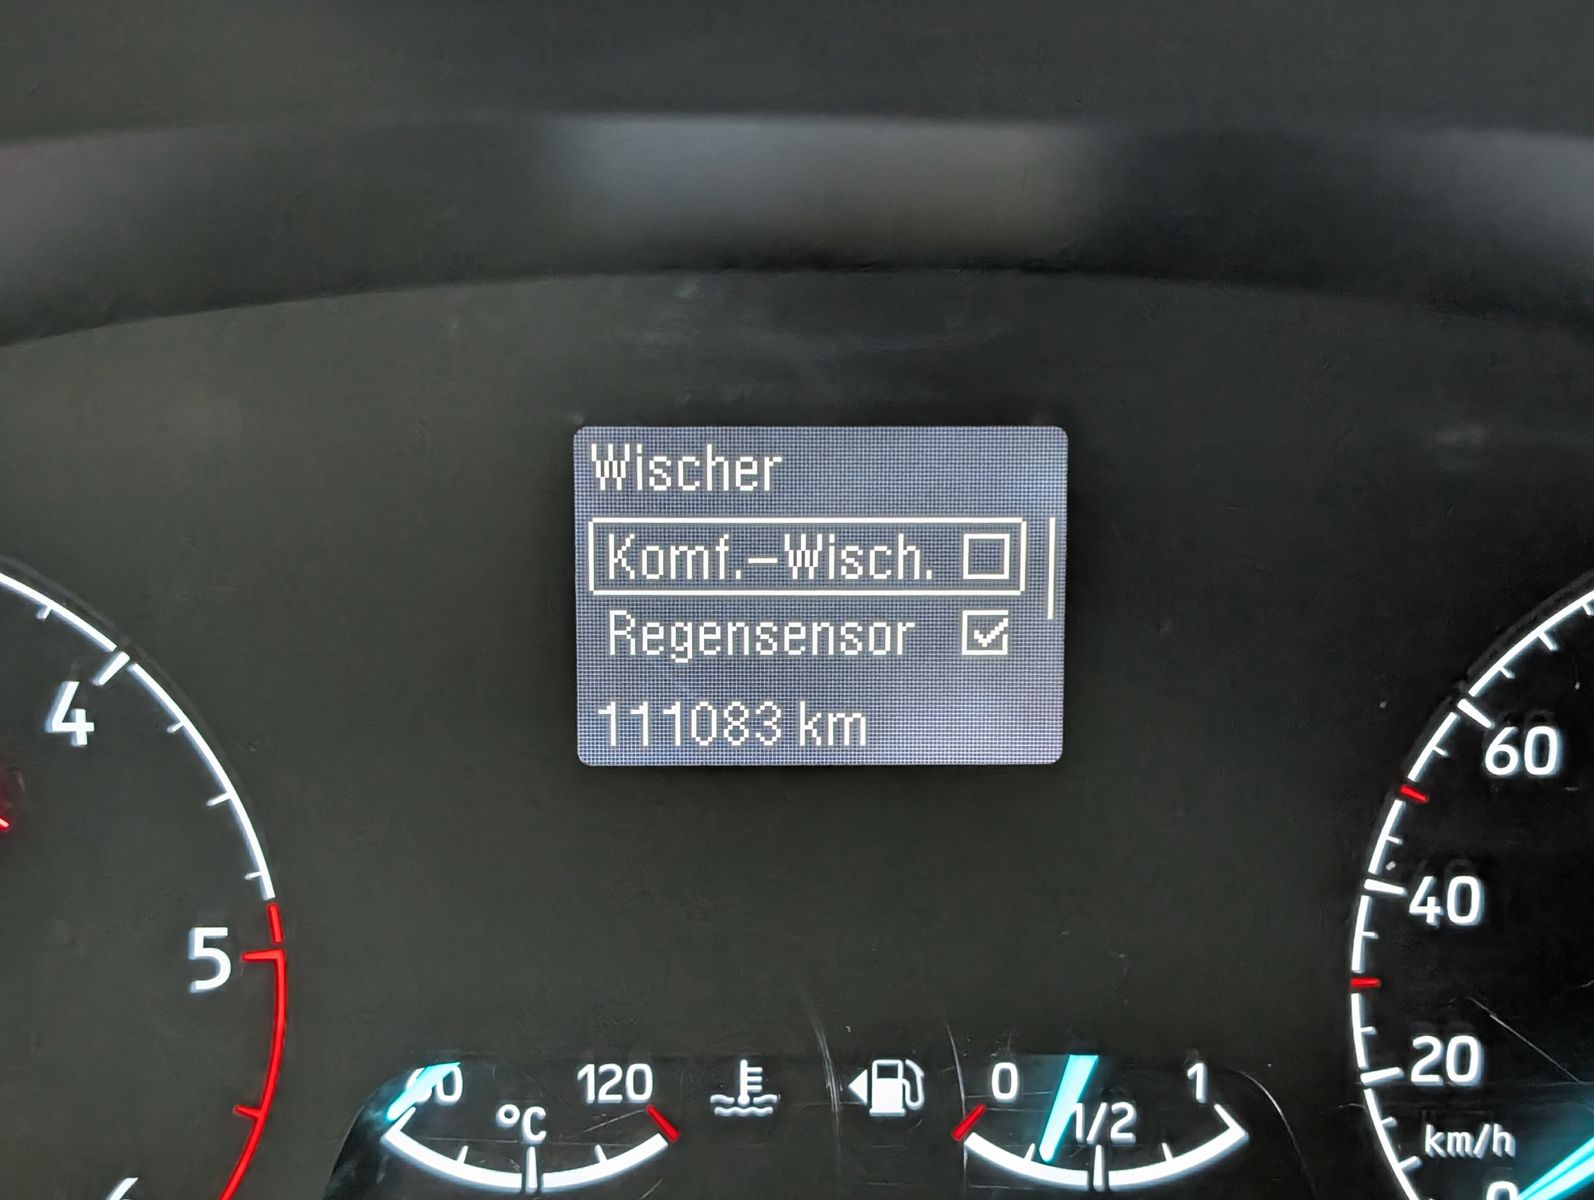 Wischer
Komf.-Wisch.
Regensensor
111083 km
4
5
60
40
20
km/h
120
°C
0
1/2
1